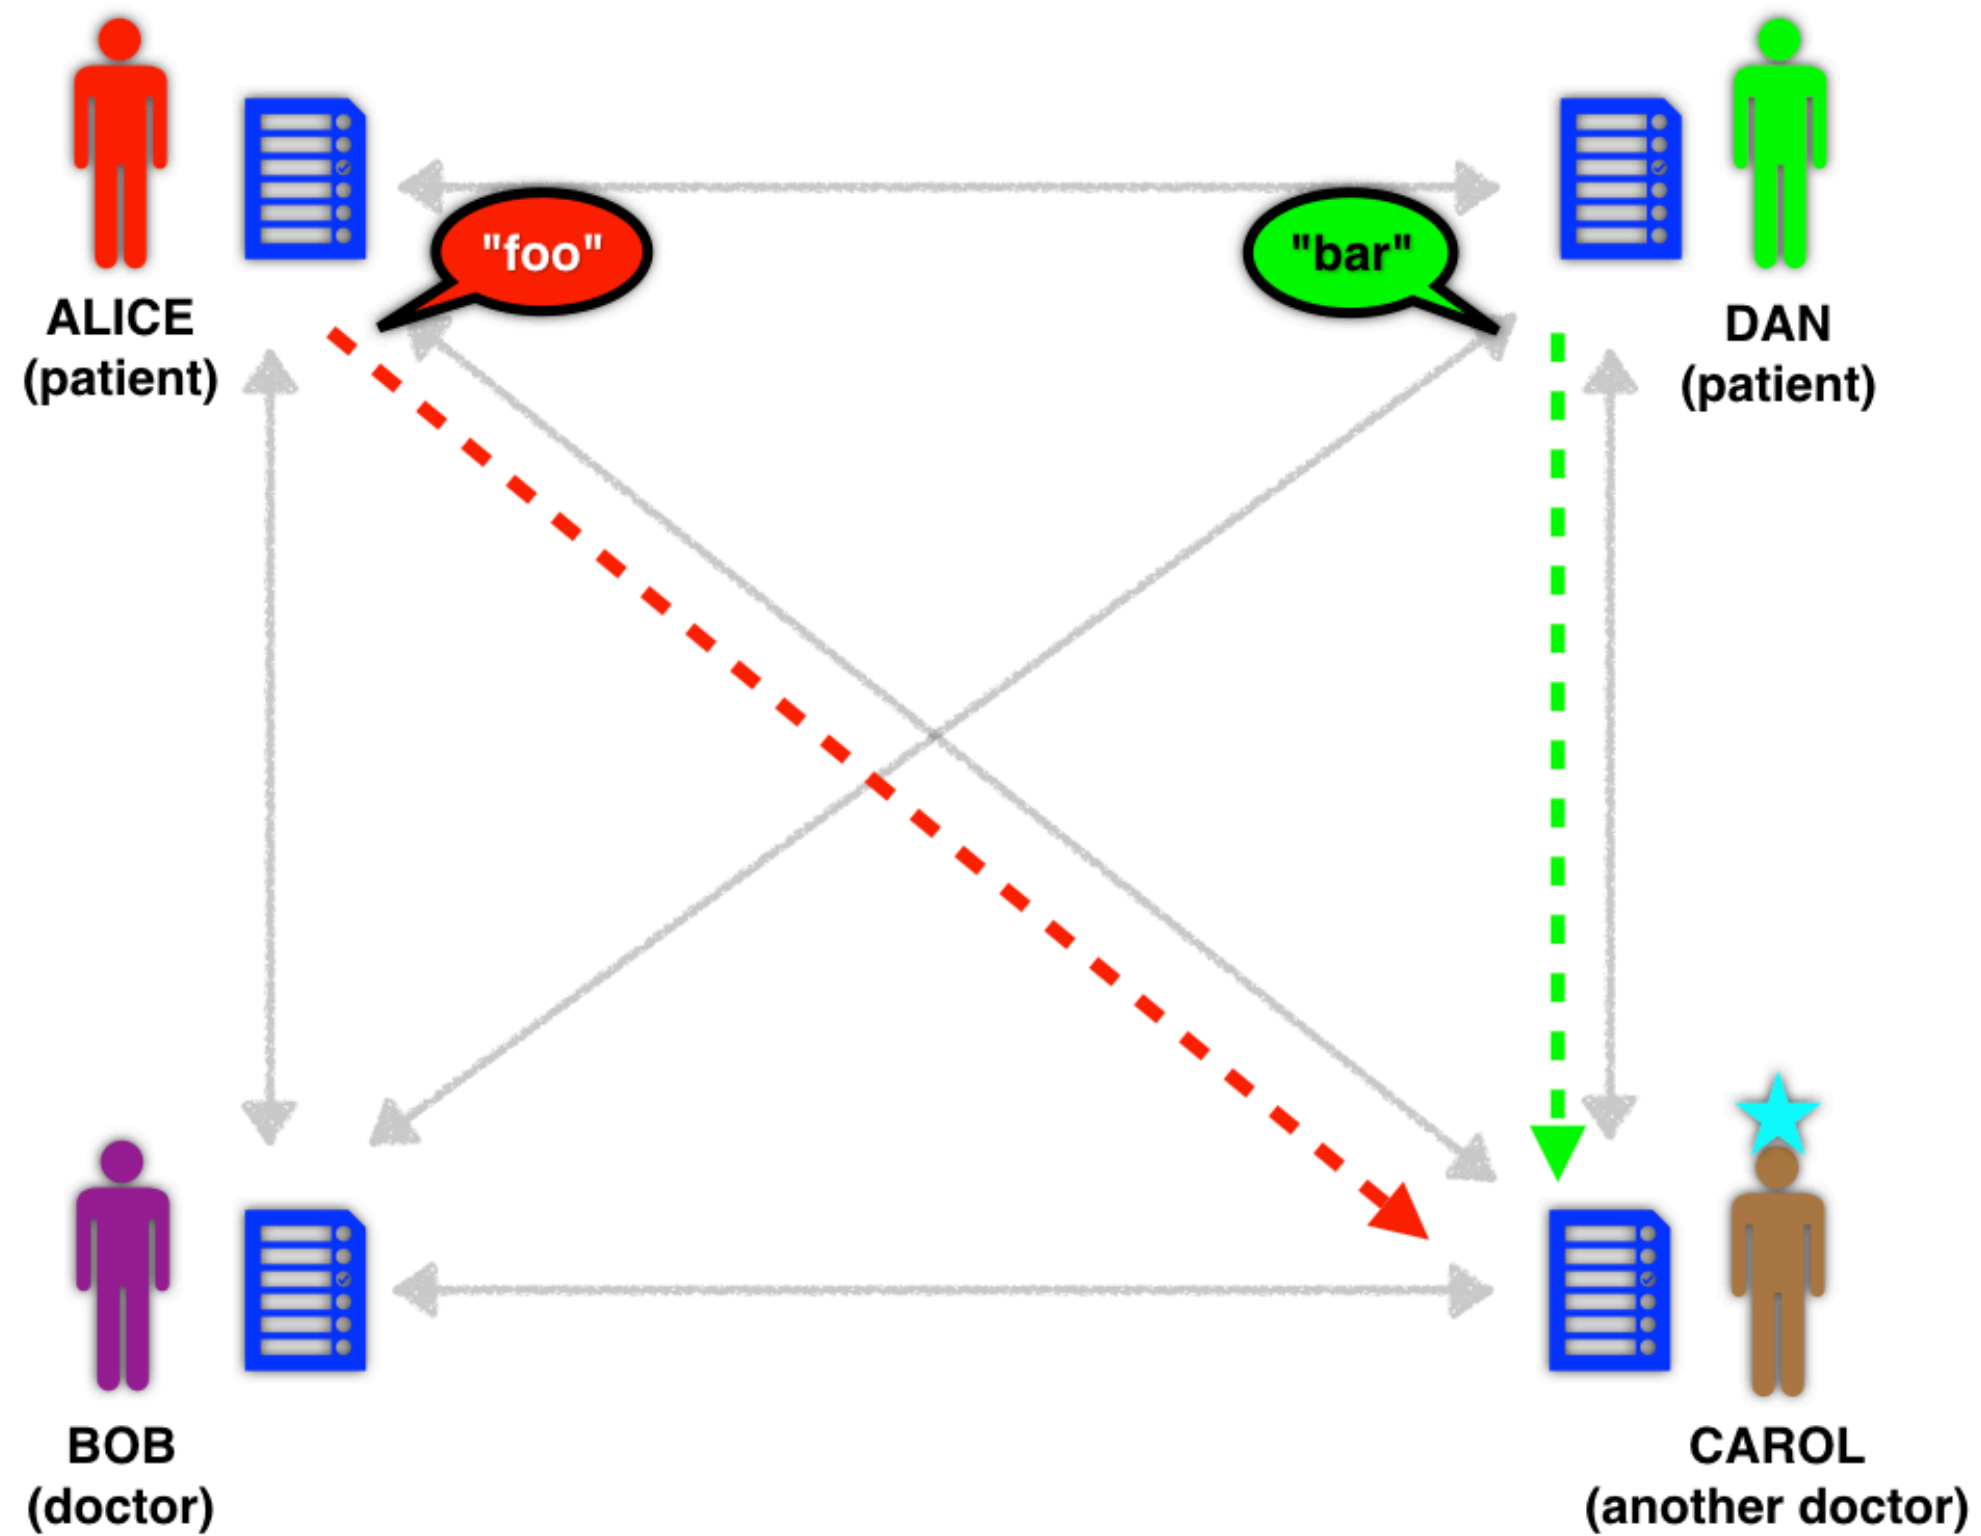 "foo"
"bar"
ALICE
(patient)
DAN
(patient)
BOB
(doctor)
CAROL
(another doctor)